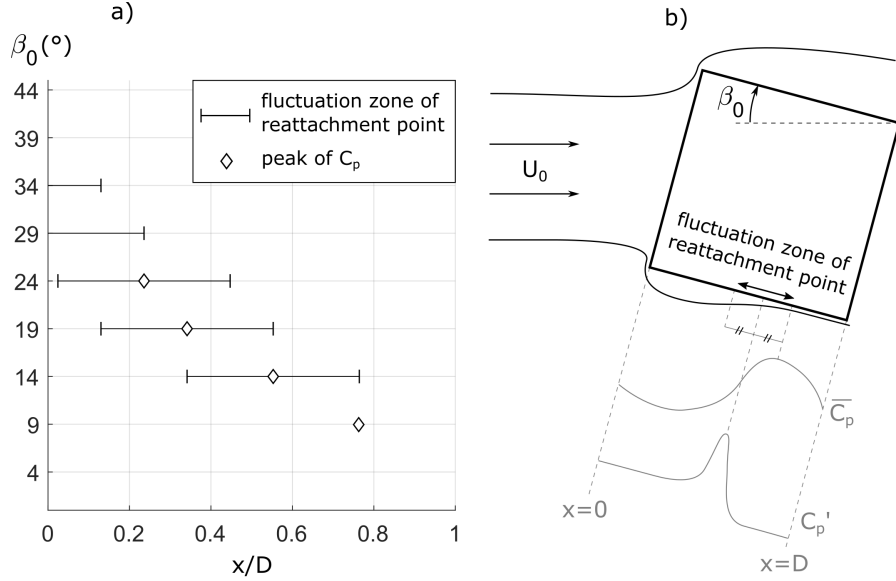 a)
β₀(°)
44
39
34
29
24
19
14
9
4
0
0.2
0.4
0.6
0.8
1
x/D
fluctuation zone of
reattachment point
peak of Cₚ
b)
β₀
U₀
fluctuation zone of
reattachment point
C̅ₚ
Cₚ'
x=0
x=D